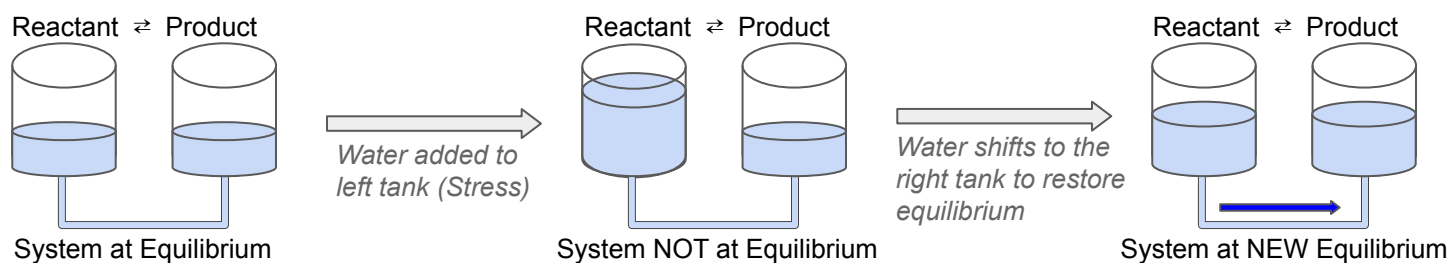 Reactant ⇄ Product
Reactant ⇄ Product
Reactant ⇄ Product
Water added to
left tank (Stress)
Water shifts to the
right tank to restore
equilibrium
System at Equilibrium
System NOT at Equilibrium
System at NEW Equilibrium